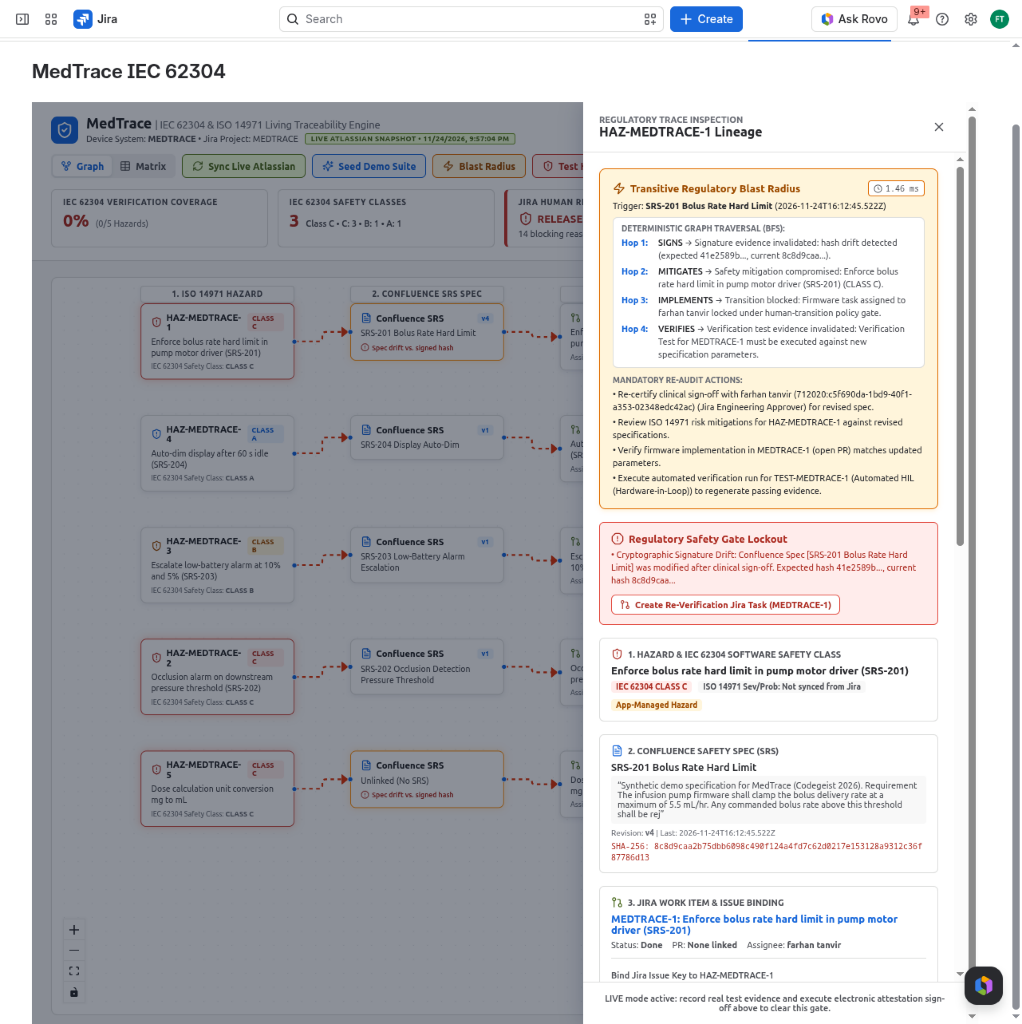 Jira
Search
Create
Ask Rovo
9+
FT
MedTrace IEC 62304
MedTrace | IEC 62304 & ISO 14971 Living Traceability Engine
Device System: MEDTRACE • Jira Project: MEDTRACE
LIVE ATLASSIAN SNAPSHOT • 11/24/2026, 9:57:04 PM
Graph
Matrix
Sync Live Atlassian
Seed Demo Suite
Blast Radius
Test
IEC 62304 VERIFICATION COVERAGE
0% (0/5 Hazards)
IEC 62304 SAFETY CLASSES
3 Class C • C: 3 • B: 1 • A: 1
JIRA HUMAN
RELEASE
14 blocking
1. ISO 14971 HAZARD
2. CONFLUENCE SRS SPEC
HAZ-MEDTRACE-
1
CLASS
C
Enforce bolus rate hard limit in
pump motor driver (SRS-201)
IEC 62304 Safety Class: CLASS C
Confluence SRS
v4
SRS-201 Bolus Rate Hard Limit
Spec drift vs. signed hash
HAZ-MEDTRACE-
4
CLASS
A
Auto-dim display after 60 s idle
(SRS-204)
IEC 62304 Safety Class: CLASS A
Confluence SRS
v1
SRS-204 Display Auto-Dim
HAZ-MEDTRACE-
3
CLASS
B
Escalate low-battery alarm at 10%
and 5% (SRS-203)
IEC 62304 Safety Class: CLASS B
Confluence SRS
v1
SRS-203 Low-Battery Alarm
Escalation
HAZ-MEDTRACE-
2
CLASS
C
Occlusion alarm on downstream
pressure threshold (SRS-202)
IEC 62304 Safety Class: CLASS C
Confluence SRS
v1
SRS-202 Occlusion Detection
Pressure Threshold
HAZ-MEDTRACE-
5
CLASS
C
Dose calculation unit conversion
mg to mL
IEC 62304 Safety Class: CLASS C
Confluence SRS
Unlinked (No SRS)
Spec drift vs. signed hash
REGULATORY TRACE INSPECTION
HAZ-MEDTRACE-1 Lineage
Transitive Regulatory Blast Radius
1.46 ms
Trigger: SRS-201 Bolus Rate Hard Limit (2026-11-24T16:12:45.522Z)
DETERMINISTIC GRAPH TRAVERSAL (BFS):
Hop 1: SIGNS → Signature evidence invalidated: hash drift detected
(expected 41e2589b..., current 8c8d9caa...).
Hop 2: MITIGATES → Safety mitigation compromised: Enforce bolus
rate hard limit in pump motor driver (SRS-201) (CLASS C).
Hop 3: IMPLEMENTS → Transition blocked: Firmware task assigned to
farhan tanvir locked under human-transition policy gate.
Hop 4: VERIFIES → Verification test evidence invalidated: Verification
Test for MEDTRACE-1 must be executed against new
specification parameters.
MANDATORY RE-AUDIT ACTIONS:
• Re-certify clinical sign-off with farhan tanvir (712020:c5f690da-1bd9-40f1-
a353-02348edc42ac) (Jira Engineering Approver) for revised spec.
• Review ISO 14971 risk mitigations for HAZ-MEDTRACE-1 against revised
specifications.
• Verify firmware implementation in MEDTRACE-1 (open PR) matches updated
parameters.
• Execute automated verification run for TEST-MEDTRACE-1 (Automated HIL
(Hardware-in-Loop)) to regenerate passing evidence.
Regulatory Safety Gate Lockout
• Cryptographic Signature Drift: Confluence Spec [SRS-201 Bolus Rate Hard
Limit] was modified after clinical sign-off. Expected hash 41e2589b..., current
hash 8c8d9caa...
Create Re-Verification Jira Task (MEDTRACE-1)
1. HAZARD & IEC 62304 SOFTWARE SAFETY CLASS
Enforce bolus rate hard limit in pump motor driver (SRS-201)
IEC 62304 CLASS C
ISO 14971 Sev/Prob: Not synced from Jira
App-Managed Hazard
2. CONFLUENCE SAFETY SPEC (SRS)
SRS-201 Bolus Rate Hard Limit
"Synthetic demo specification for MedTrace (Codegeist 2026). Requirement
The infusion pump firmware shall clamp the bolus delivery rate at a
maximum of 5.5 mL/hr. Any commanded bolus rate above this threshold
shall be rej"
Revision: v4 | Last: 2026-11-24T16:12:45.522Z
SHA-256: 8c8d9caa2b75dbb6098c490f124a4fd7c62d0217e153128a9312c36f
87786d13
3. JIRA WORK ITEM & ISSUE BINDING
MEDTRACE-1: Enforce bolus rate hard limit in pump motor
driver (SRS-201)
Status: Done PR: None linked Assignee: farhan tanvir
Bind Jira Issue Key to HAZ-MEDTRACE-1
LIVE mode active: record real test evidence and execute electronic attestation sign-
off above to clear this gate.